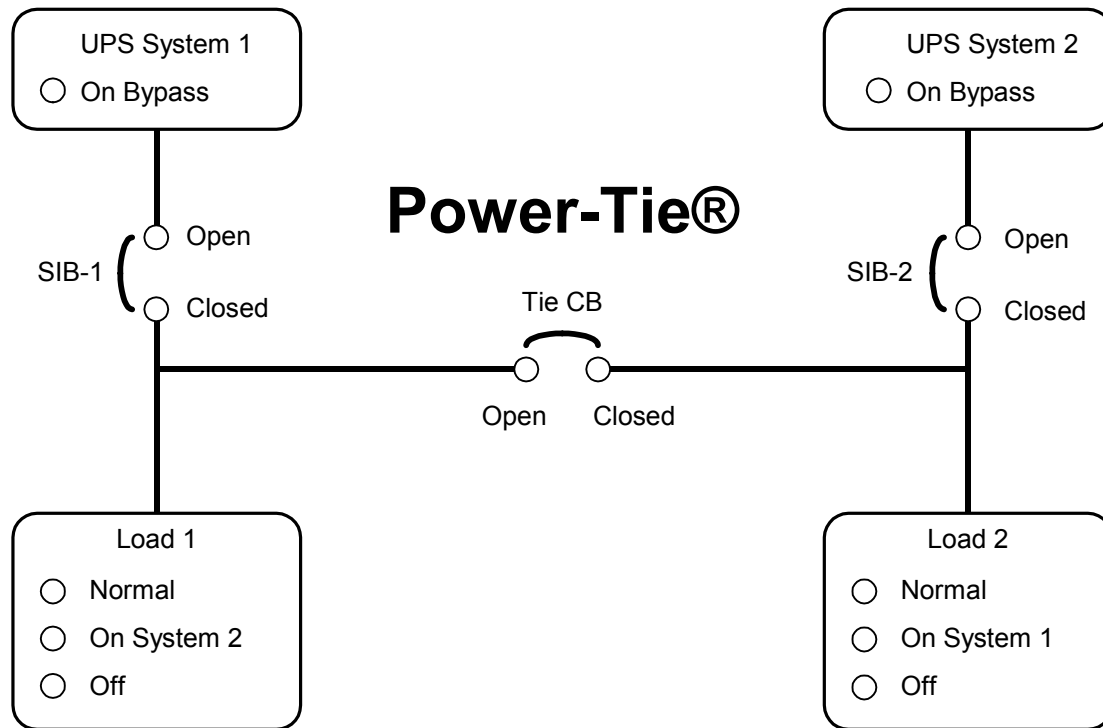 UPS System 1
On Bypass
UPS System 2
On Bypass
Power-Tie®
SIB-1
Open
Closed
Tie CB
Open
Closed
SIB-2
Open
Closed
Load 1
Normal
On System 2
Off
Load 2
Normal
On System 1
Off